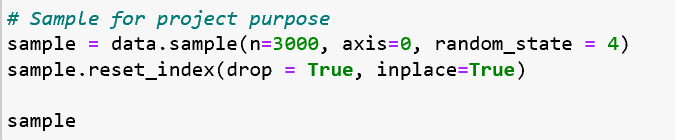 # Sample for project purpose
sample = data.sample(n=3000, axis=0, random_state = 4)
sample.reset_index(drop = True, inplace=True)
sample